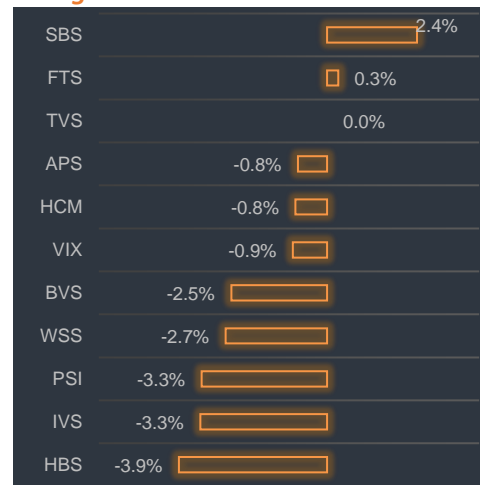 SBS 2.4%
FTS 0.3%
TVS 0.0%
APS -0.8%
HCM -0.8%
VIX -0.9%
BVS -2.5%
WSS -2.7%
PSI -3.3%
IVS -3.3%
HBS -3.9%